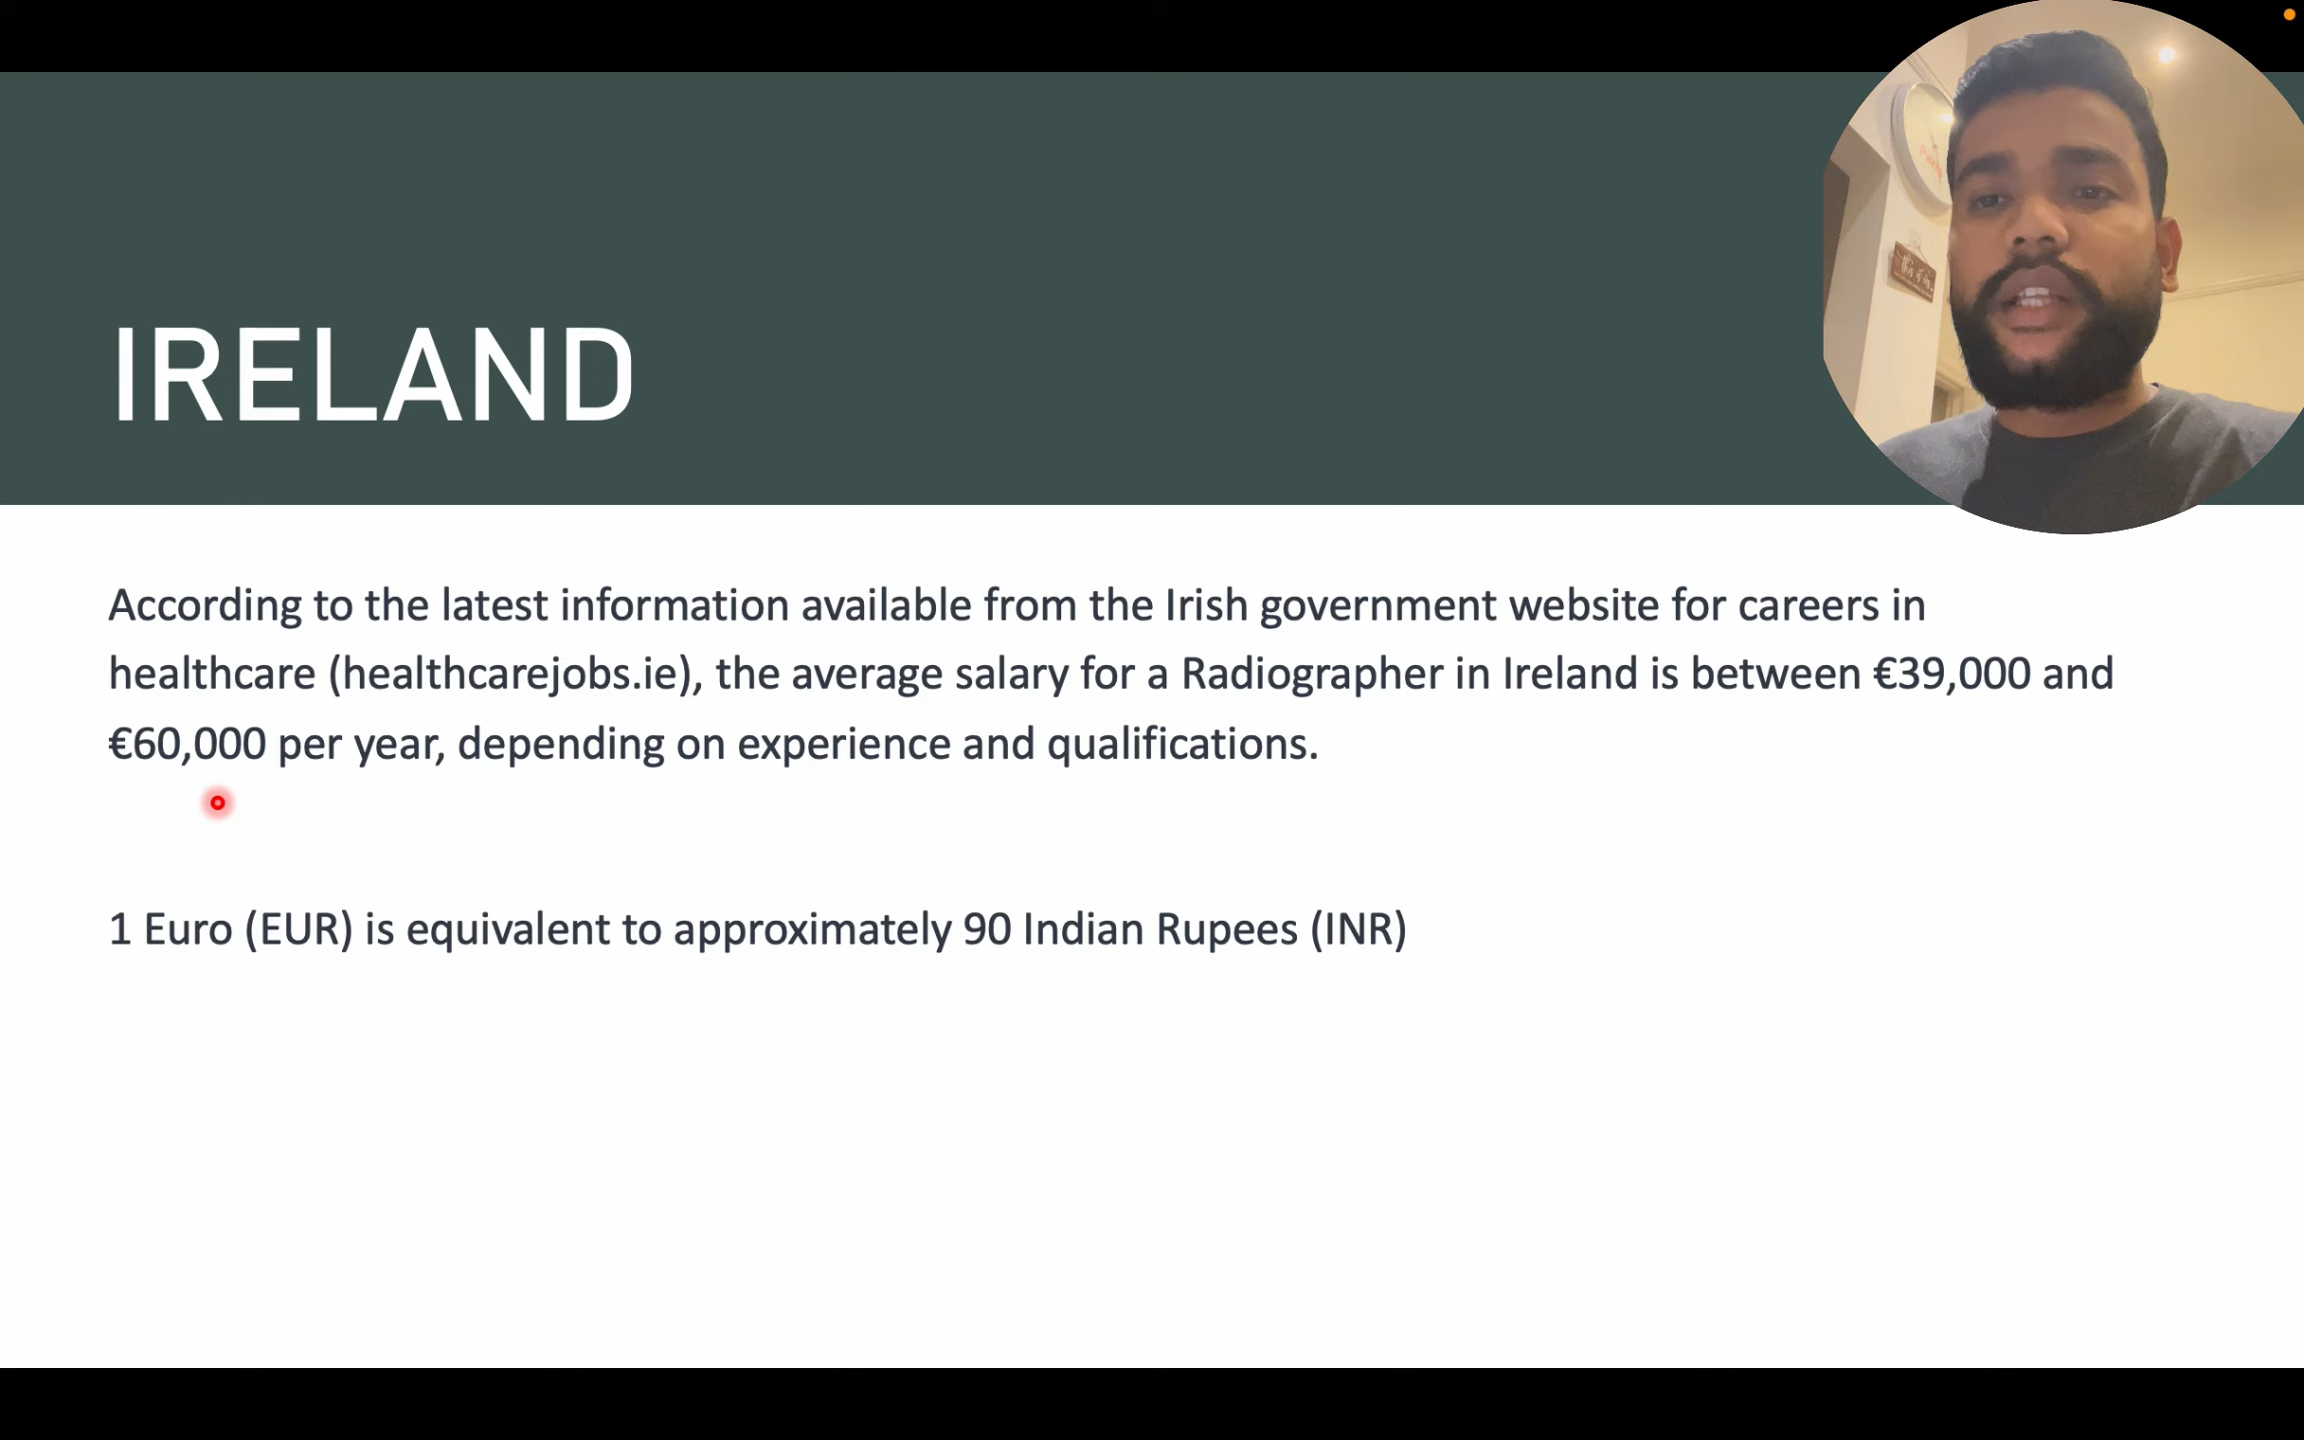 IRELAND
According to the latest information available from the Irish government website for careers in
healthcare (healthcarejobs.ie), the average salary for a Radiographer in Ireland is between €39,000 and
€60,000 per year, depending on experience and qualifications.
1 Euro (EUR) is equivalent to approximately 90 Indian Rupees (INR)